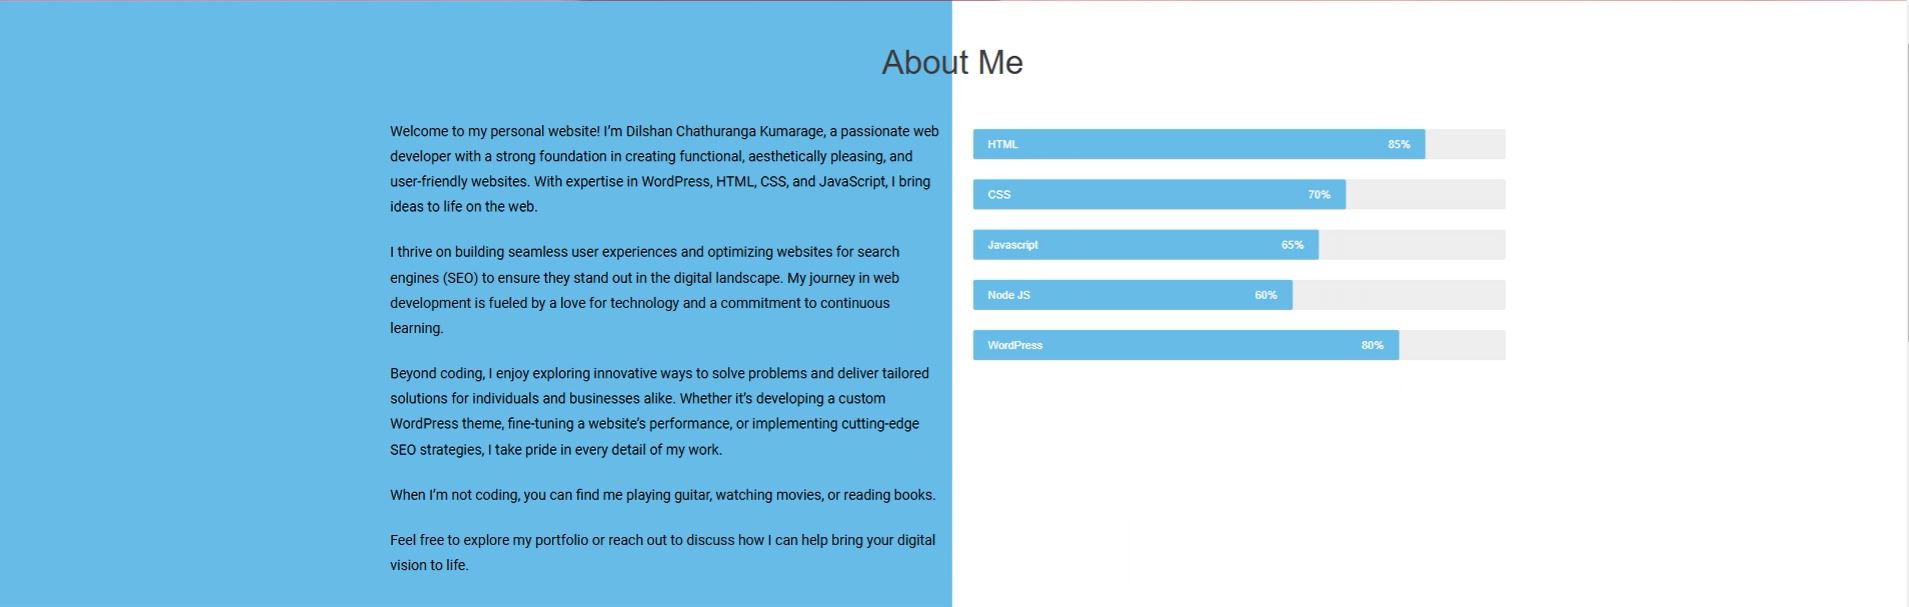 About Me
Welcome to my personal website! I’m Dilshan Chathuranga Kumarage, a passionate web
developer with a strong foundation in creating functional, aesthetically pleasing, and
user-friendly websites. With expertise in WordPress, HTML, CSS, and JavaScript, I bring
ideas to life on the web.
I thrive on building seamless user experiences and optimizing websites for search
engines (SEO) to ensure they stand out in the digital landscape. My journey in web
development is fueled by a love for technology and a commitment to continuous
learning.
Beyond coding, I enjoy exploring innovative ways to solve problems and deliver tailored
solutions for individuals and businesses alike. Whether it’s developing a custom
WordPress theme, fine-tuning a website’s performance, or implementing cutting-edge
SEO strategies, I take pride in every detail of my work.
When I’m not coding, you can find me playing guitar, watching movies, or reading books.
Feel free to explore my portfolio or reach out to discuss how I can help bring your digital
vision to life.
HTML 85%
CSS 70%
Javascript 65%
Node JS 60%
WordPress 80%